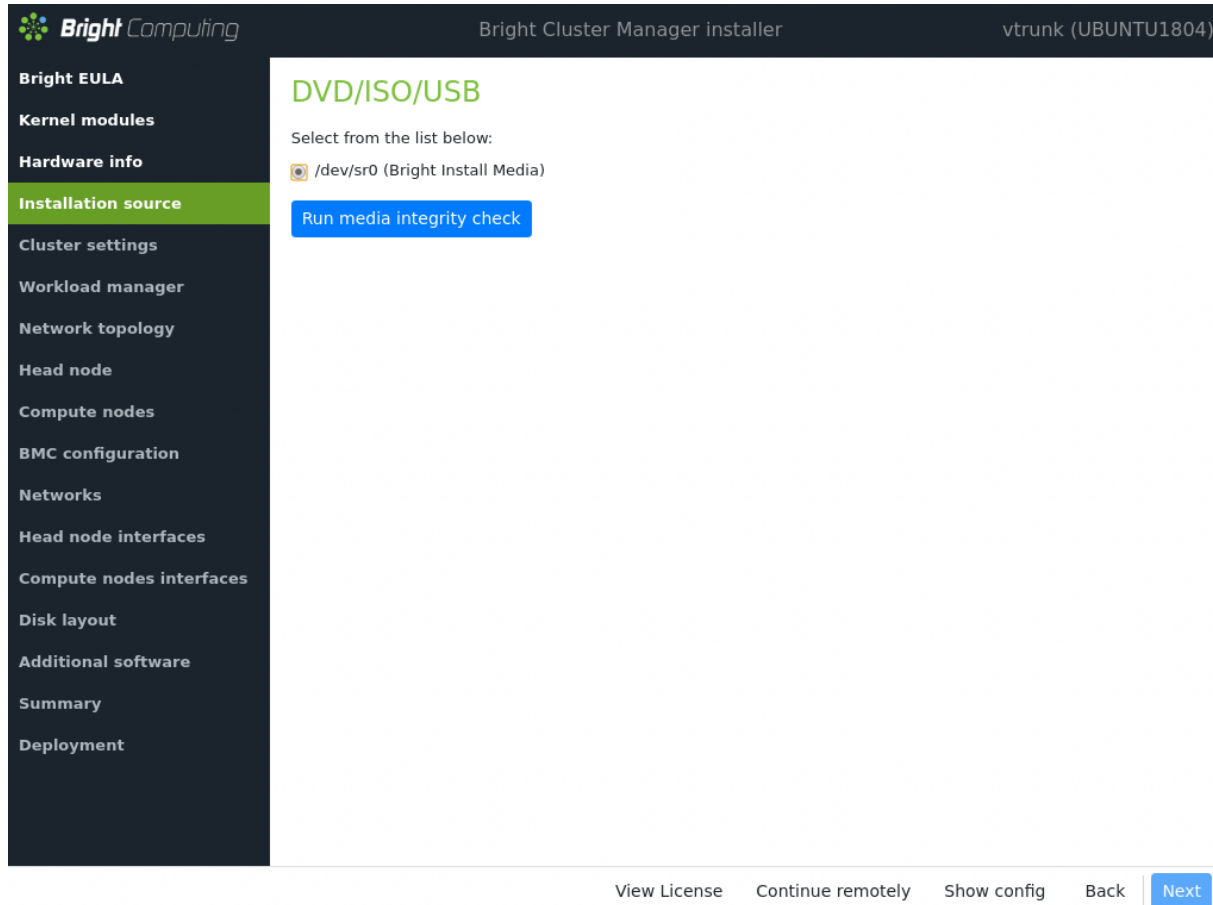 Bright Computing
Bright Cluster Manager installer
vtrunk (UBUNTU1804)
Bright EULA
Kernel modules
Hardware info
Installation source
Cluster settings
Workload manager
Network topology
Head node
Compute nodes
BMC configuration
Networks
Head node interfaces
Compute nodes interfaces
Disk layout
Additional software
Summary
Deployment
DVD/ISO/USB
Select from the list below:
/dev/sr0 (Bright Install Media)
Run media integrity check
View License
Continue remotely
Show config
Back
Next